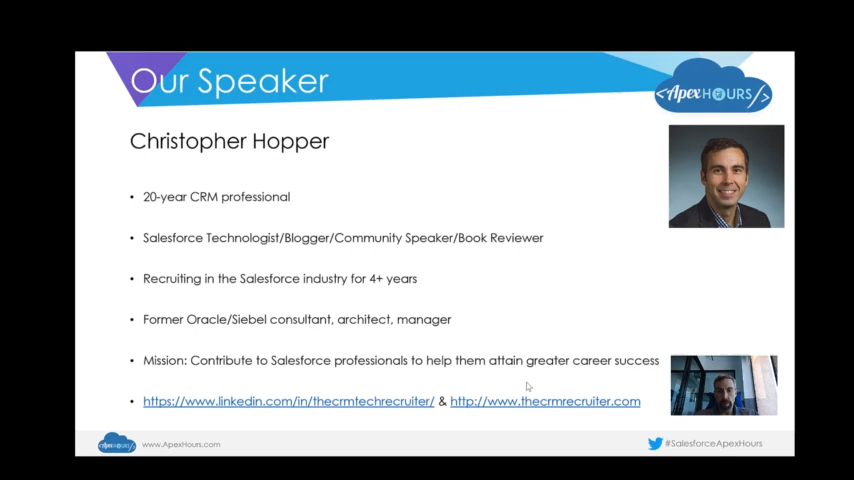 Our Speaker
<ApexHOURS/>
Christopher Hopper
• 20-year CRM professional
• Salesforce Technologist/Blogger/Community Speaker/Book Reviewer
• Recruiting in the Salesforce industry for 4+ years
• Former Oracle/Siebel consultant, architect, manager
• Mission: Contribute to Salesforce professionals to help them attain greater career success
• https://www.linkedin.com/in/thecrmtechrecruiter/ & http://www.thecrmrecruiter.com
<ApexHOURS/> www.ApexHours.com
#SalesforceApexHours